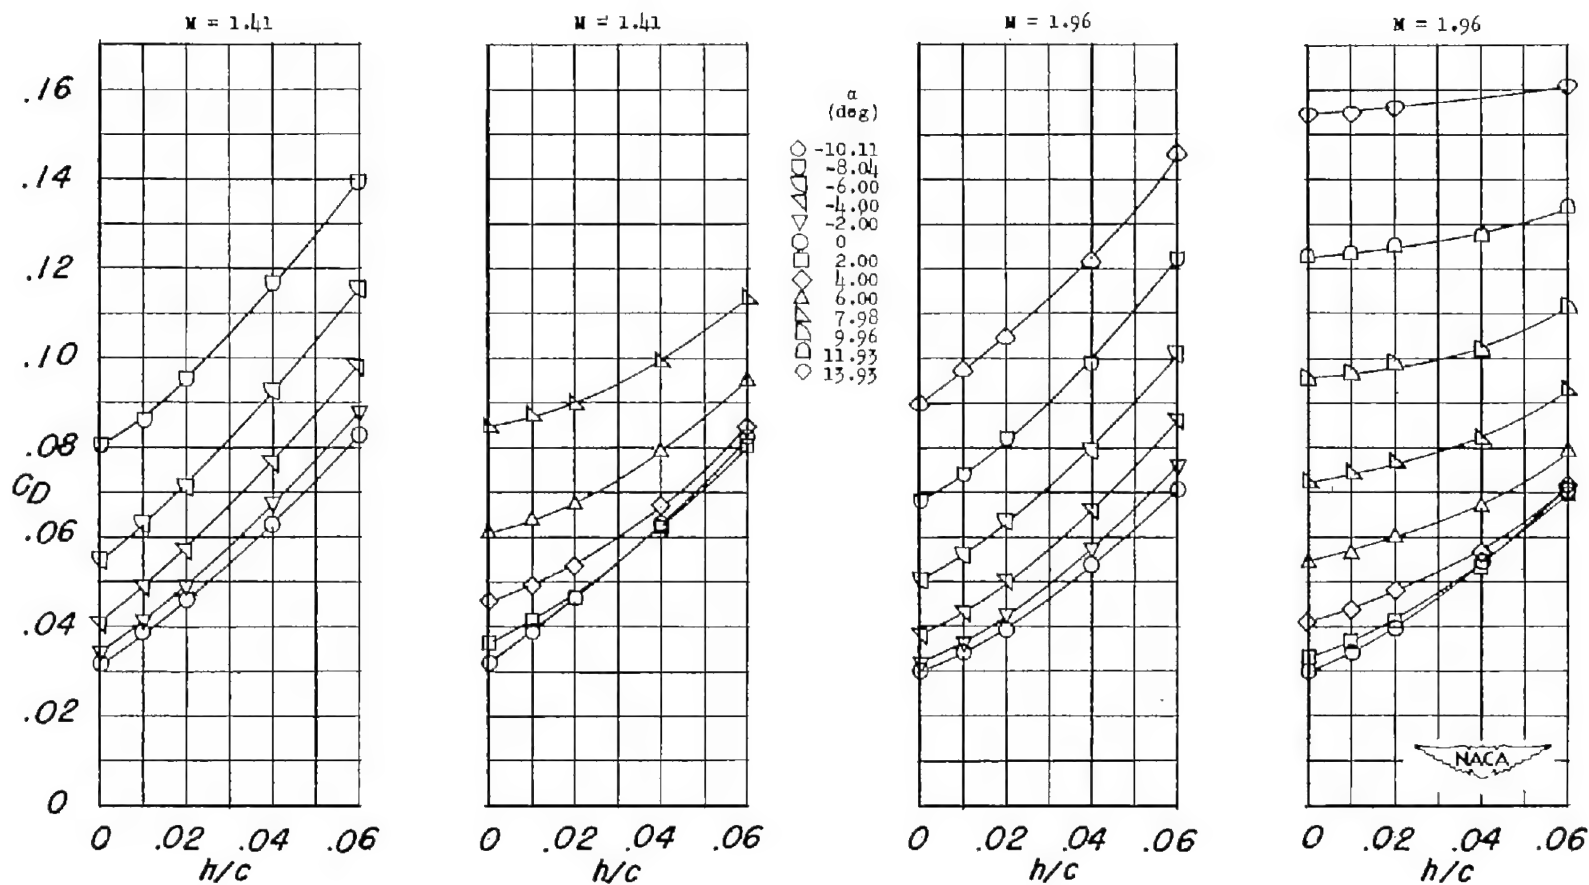 M = 1.41
M = 1.41
M = 1.96
M = 1.96
.16
.14
.12
.10
.08
C_D
.06
.04
.02
0
α
(deg)
-10.11
-8.04
-6.00
-4.00
-2.00
0
2.00
4.00
6.00
7.98
9.96
11.93
13.93
NACA
0 .02 .04 .06
h/c
0 .02 .04 .06
h/c
0 .02 .04 .06
h/c
0 .02 .04 .06
h/c